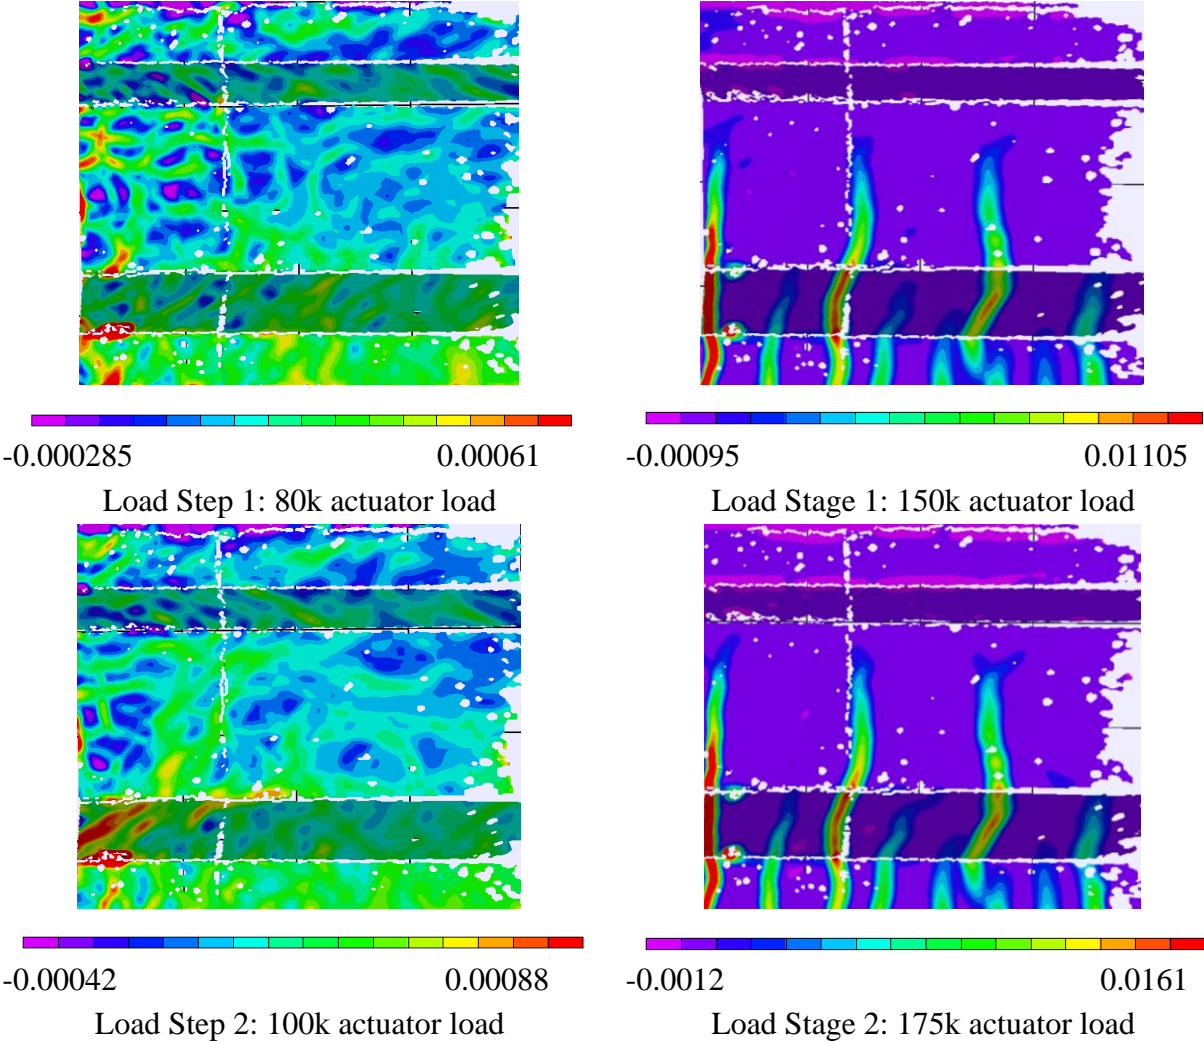 -0.000285 0.00061
Load Step 1: 80k actuator load
-0.00095 0.01105
Load Stage 1: 150k actuator load
-0.00042 0.00088
Load Step 2: 100k actuator load
-0.0012 0.0161
Load Stage 2: 175k actuator load